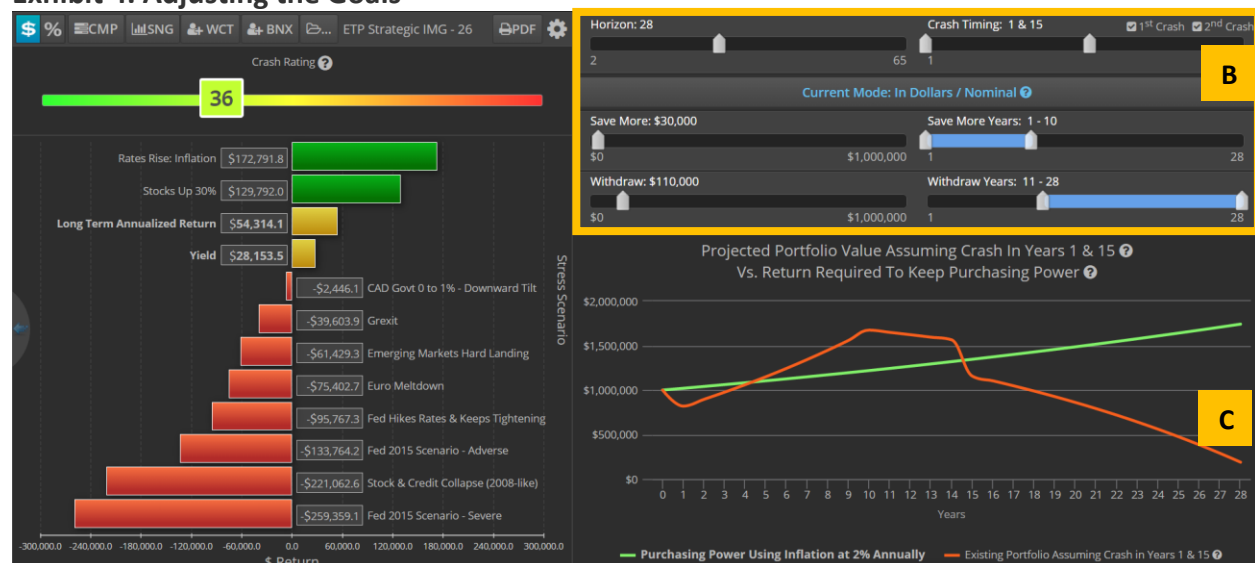 Exhibit 4: Adjusting the Goals
$ % CMP SNG WCT BNX ... ETP Strategic IMG - 26 PDF
Crash Rating ?
36
Rates Rise: Inflation $172,791.8
Stocks Up 30% $129,792.0
Long Term Annualized Return $54,314.1
Yield $28,153.5
-$2,446.1 CAD Govt 0 to 1% - Downward Tilt
-$39,603.9 Grexit
-$61,429.3 Emerging Markets Hard Landing
-$75,402.7 Euro Meltdown
-$95,767.3 Fed Hikes Rates & Keeps Tightening
-$133,764.2 Fed 2015 Scenario - Adverse
-$221,062.6 Stock & Credit Collapse (2008-like)
-$259,359.1 Fed 2015 Scenario - Severe
Stress Scenario
-300,000.0 -240,000.0 -180,000.0 -120,000.0 -60,000.0 0.0 60,000.0 120,000.0 180,000.0 240,000.0 300,000.0
$ Return
Horizon: 28 Crash Timing: 1 & 15 1st Crash 2nd Crash
2 65 1
B
Current Mode: In Dollars / Nominal ?
Save More: $30,000 Save More Years: 1 - 10
$0 $1,000,000 1 28
Withdraw: $110,000 Withdraw Years: 11 - 28
$0 $1,000,000 1 28
Projected Portfolio Value Assuming Crash In Years 1 & 15 ?
Vs. Return Required To Keep Purchasing Power ?
$2,000,000
$1,500,000
$1,000,000
$500,000
$0
C
0 1 2 3 4 5 6 7 8 9 10 11 12 13 14 15 16 17 18 19 20 21 22 23 24 25 26 27 28
Years
Purchasing Power Using Inflation at 2% Annually Existing Portfolio Assuming Crash in Years 1 & 15 ?